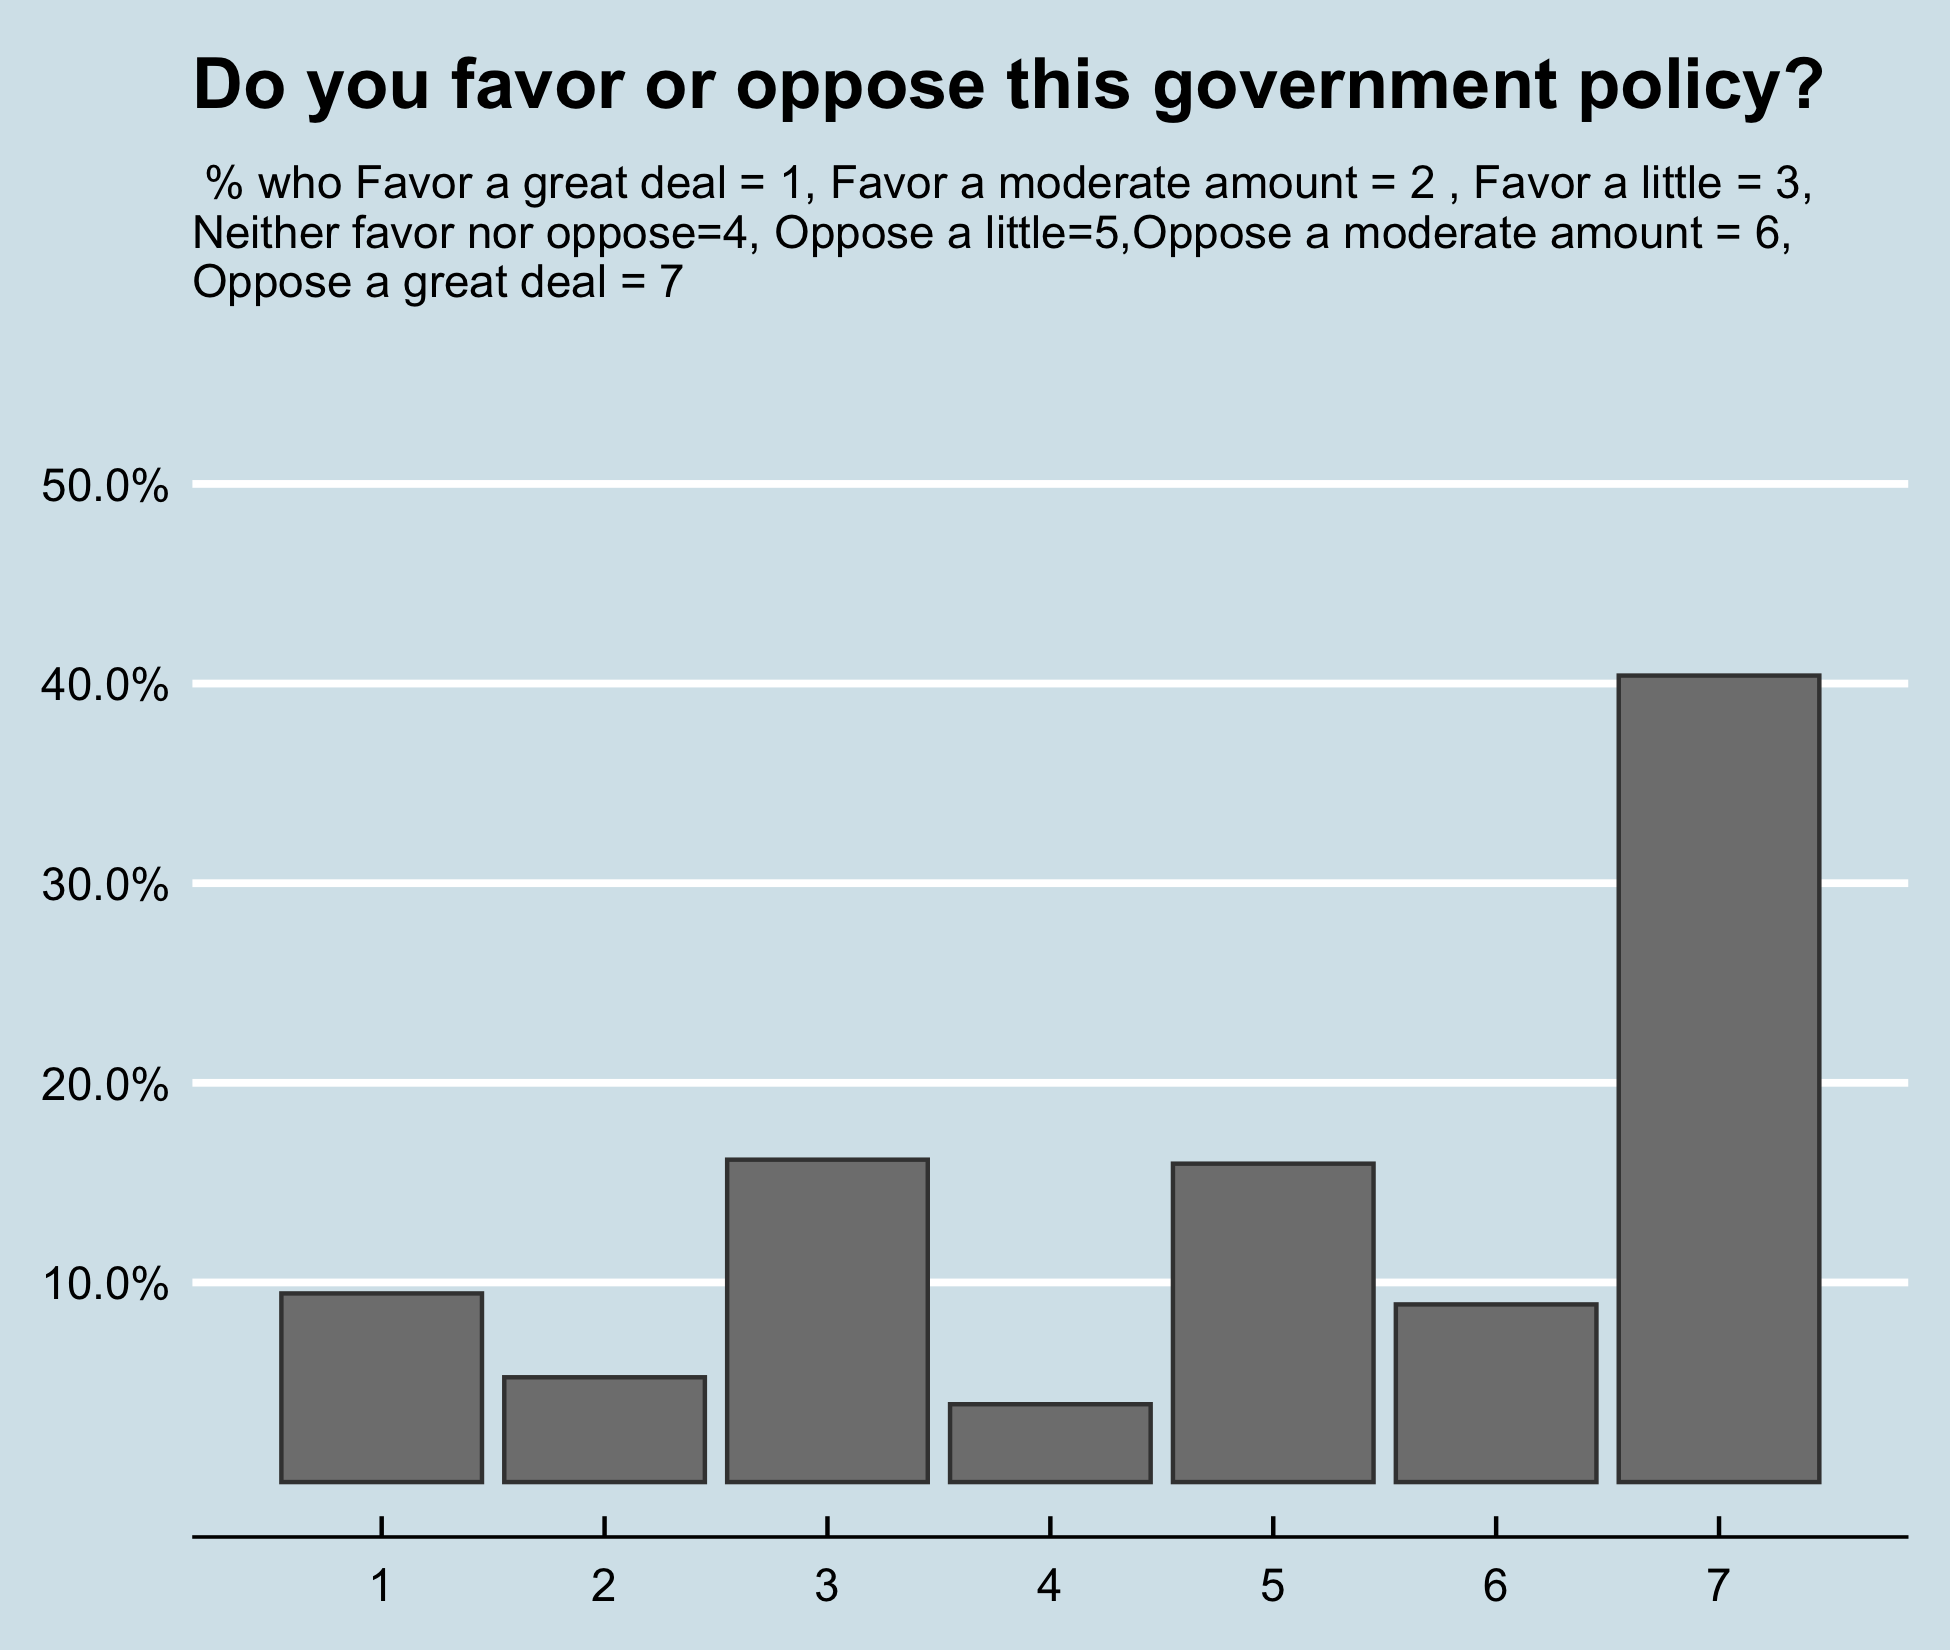 Do you favor or oppose this government policy?
% who Favor a great deal = 1, Favor a moderate amount = 2 , Favor a little = 3,
Neither favor nor oppose=4, Oppose a little=5,Oppose a moderate amount = 6,
Oppose a great deal = 7
50.0%
40.0%
30.0%
20.0%
10.0%
1 2 3 4 5 6 7